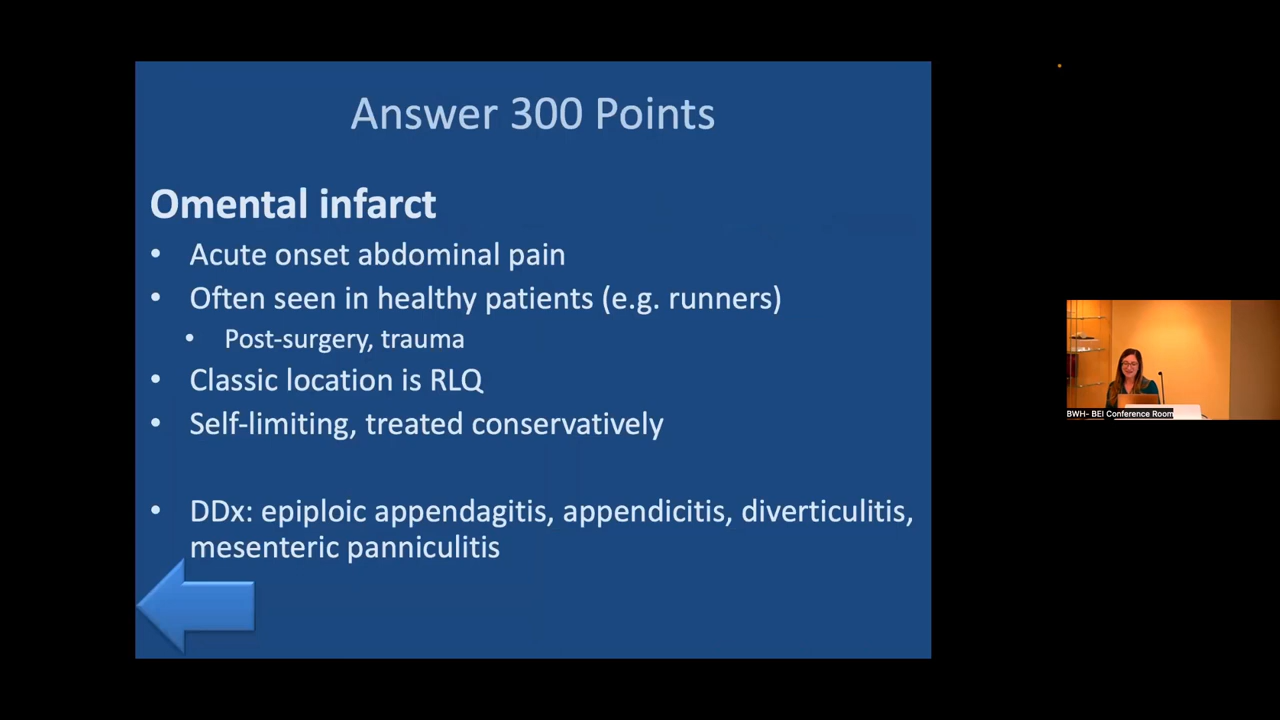 Answer 300 Points
Omental infarct
• Acute onset abdominal pain
• Often seen in healthy patients (e.g. runners)
• Post-surgery, trauma
• Classic location is RLQ
• Self-limiting, treated conservatively
• DDx: epiploic appendagitis, appendicitis, diverticulitis,
mesenteric panniculitis
BWH- BEI Conference Room